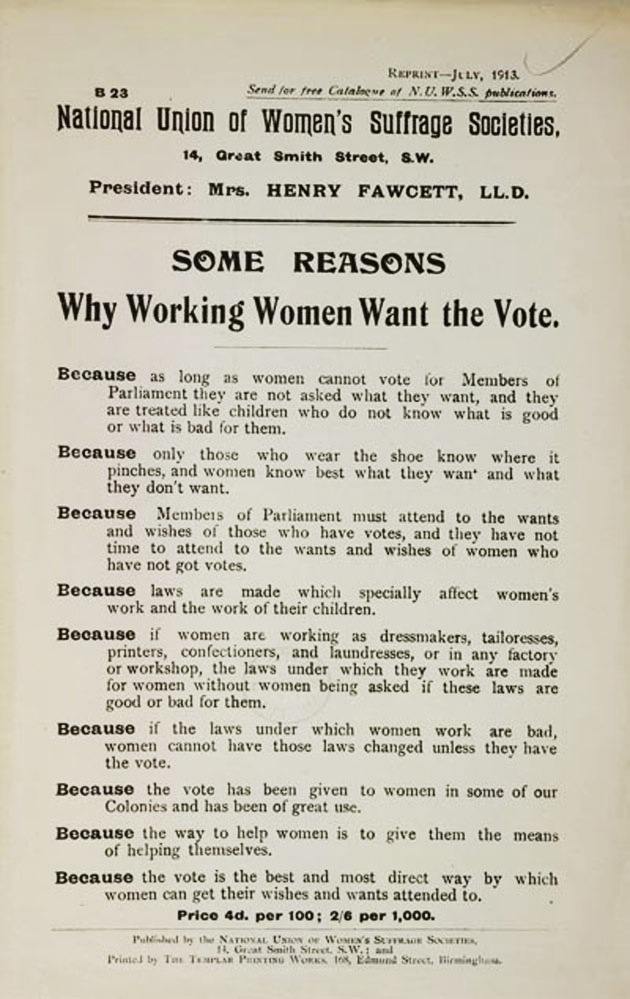 REPRINT—JULY, 1913.
B 23
Send for free Catalogue of N.U.W.S.S. publications.
National Union of Women's Suffrage Societies,
14, Great Smith Street, S.W.
President: Mrs. HENRY FAWCETT, LL.D.
SOME REASONS
Why Working Women Want the Vote.
Because as long as women cannot vote for Members of
Parliament they are not asked what they want, and they
are treated like children who do not know what is good
or what is bad for them.
Because only those who wear the shoe know where it
pinches, and women know best what they want and what
they don't want.
Because Members of Parliament must attend to the wants
and wishes of those who have votes, and they have not
time to attend to the wants and wishes of women who
have not got votes.
Because laws are made which specially affect women's
work and the work of their children.
Because if women are working as dressmakers, tailoresses,
printers, confectioners, and laundresses, or in any factory
or workshop, the laws under which they work are made
for women without women being asked if these laws are
good or bad for them.
Because if the laws under which women work are bad,
women cannot have those laws changed unless they have
the vote.
Because the vote has been given to women in some of our
Colonies and has been of great use.
Because the way to help women is to give them the means
of helping themselves.
Because the vote is the best and most direct way by which
women can get their wishes and wants attended to.
Price 4d. per 100; 2/6 per 1,000.
Published by the NATIONAL UNION OF WOMEN'S SUFFRAGE SOCIETIES,
14, Great Smith Street, S.W.; and
Printed by THE TEMPLAR PRINTING WORKS, 168, Edmund Street, Birmingham.